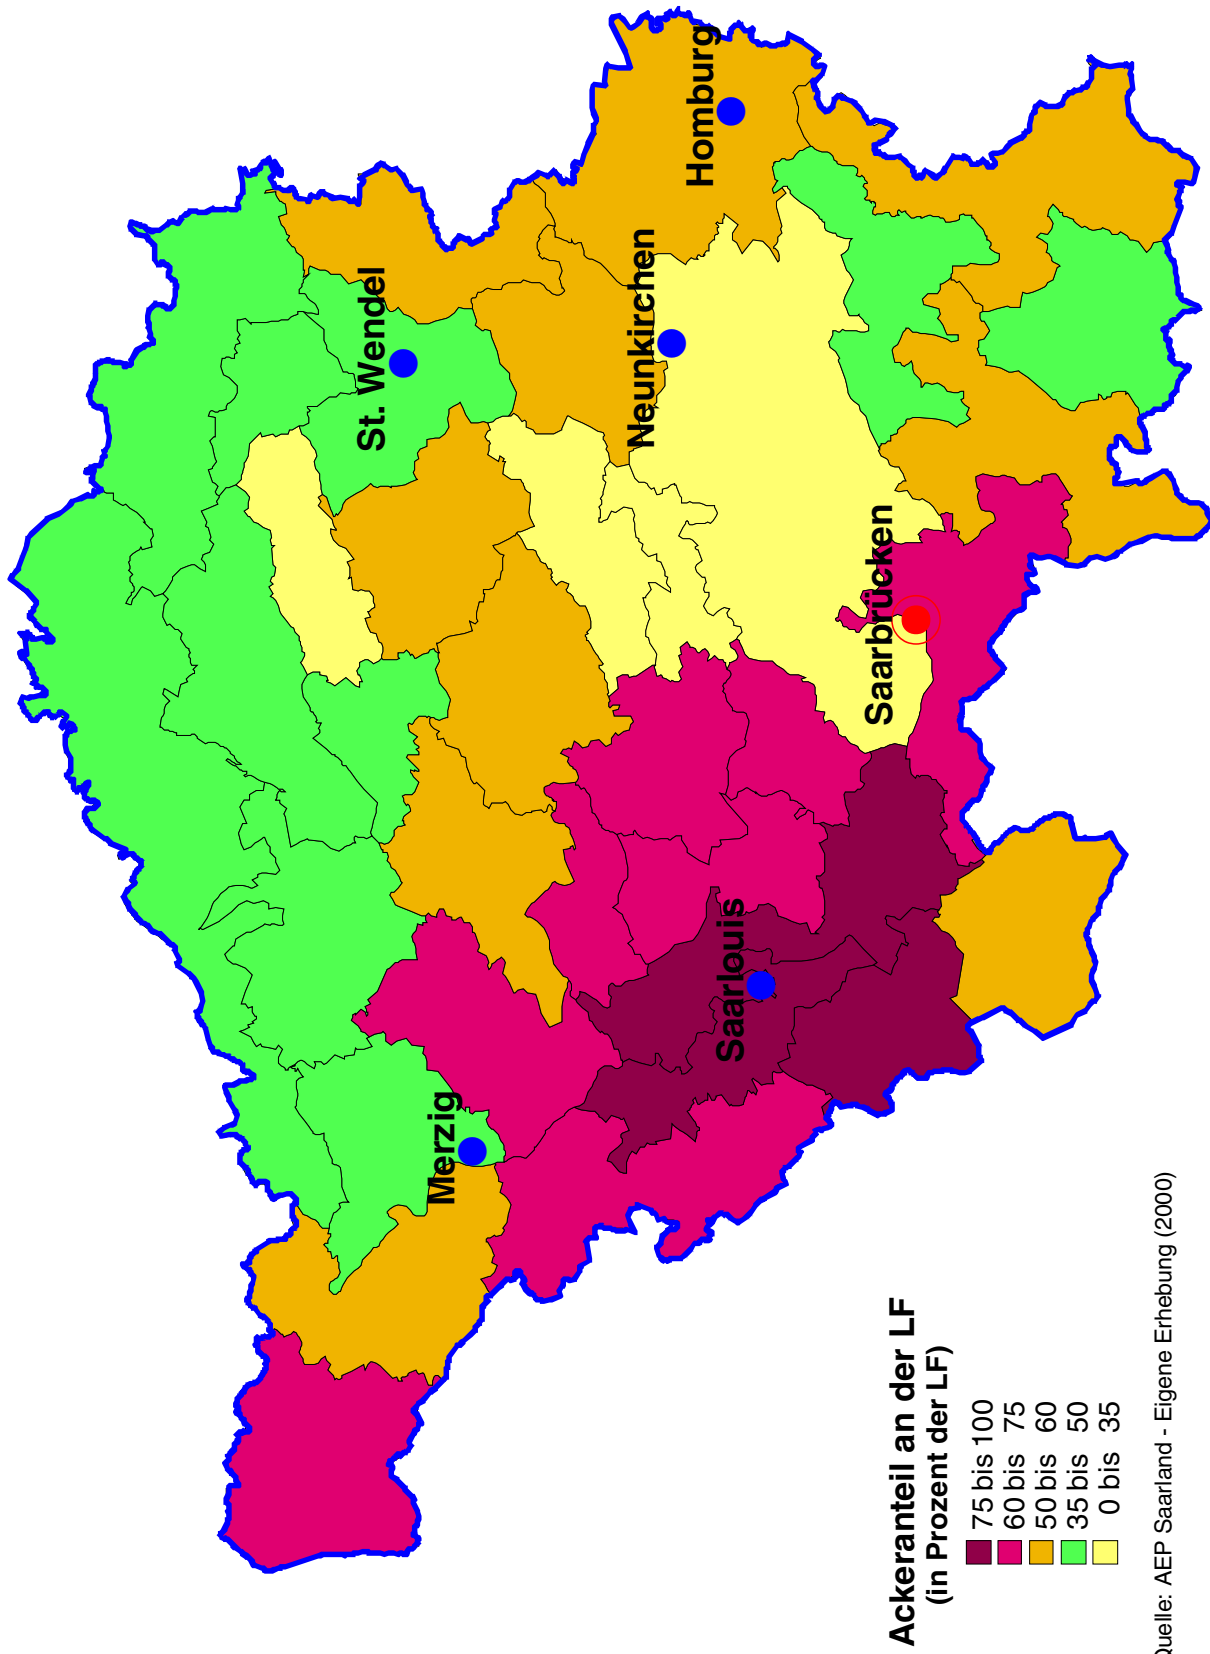 Homburg
St. Wendel
Neunkirchen
Saarbrücken
Saarlouis
Merzig
Ackeranteil an der LF
(in Prozent der LF)
75 bis 100
60 bis 75
50 bis 60
35 bis 50
0 bis 35
Quelle: AEP Saarland - Eigene Erhebung (2000)